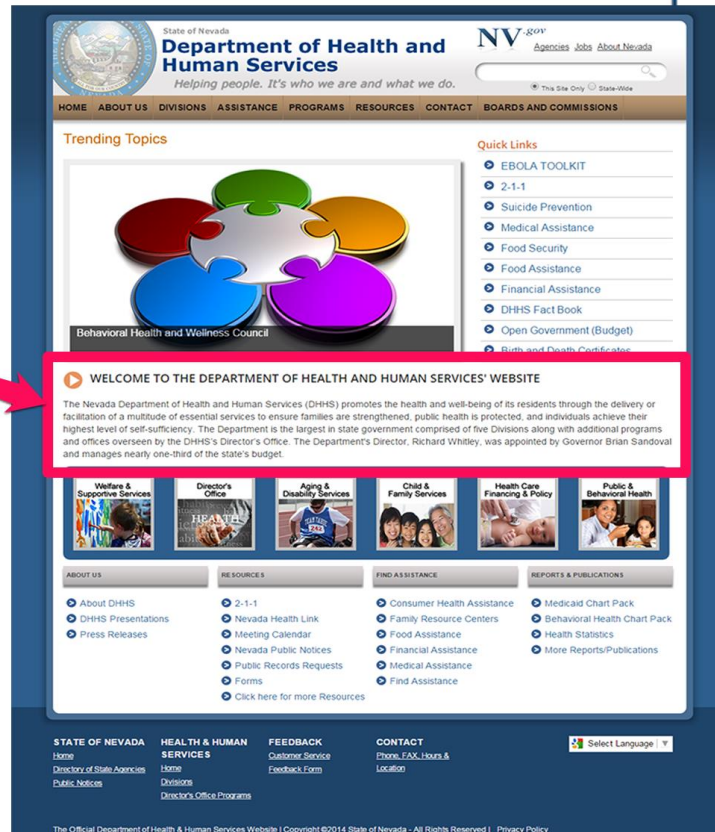 State of Nevada
Department of Health and
Human Services
Helping people. It's who we are and what we do.
NV.gov
Agencies Jobs About Nevada
This Site Only State-Wide
HOME ABOUT US DIVISIONS ASSISTANCE PROGRAMS RESOURCES CONTACT BOARDS AND COMMISSIONS
Trending Topics
Behavioral Health and Wellness Council
Quick Links
EBOLA TOOLKIT
2-1-1
Suicide Prevention
Medical Assistance
Food Security
Food Assistance
Financial Assistance
DHHS Fact Book
Open Government (Budget)
Birth and Death Certificates
WELCOME TO THE DEPARTMENT OF HEALTH AND HUMAN SERVICES' WEBSITE
The Nevada Department of Health and Human Services (DHHS) promotes the health and well-being of its residents through the delivery or
facilitation of a multitude of essential services to ensure families are strengthened, public health is protected, and individuals achieve their
highest level of self-sufficiency. The Department is the largest in state government comprised of five Divisions along with additional programs
and offices overseen by the DHHS's Director's Office. The Department's Director, Richard Whitley, was appointed by Governor Brian Sandoval
and manages nearly one-third of the state's budget.
Welfare &
Supportive Services
Director's
Office
HEALTH
Aging &
Disability Services
242
Child &
Family Services
Health Care
Financing & Policy
Public &
Behavioral Health
ABOUT US
About DHHS
DHHS Presentations
Press Releases
RESOURCES
2-1-1
Nevada Health Link
Meeting Calendar
Nevada Public Notices
Public Records Requests
Forms
Click here for more Resources
FIND ASSISTANCE
Consumer Health Assistance
Family Resource Centers
Food Assistance
Financial Assistance
Medical Assistance
Find Assistance
REPORTS & PUBLICATIONS
Medicaid Chart Pack
Behavioral Health Chart Pack
Health Statistics
More Reports/Publications
STATE OF NEVADA
Home
Directory of State Agencies
Public Notices
HEALTH & HUMAN
SERVICES
Home
Divisions
Director's Office Programs
FEEDBACK
Customer Service
Feedback Form
CONTACT
Phone, FAX, Hours &
Location
Select Language
The Official Department of Health & Human Services Website | Copyright ©2014 State of Nevada - All Rights Reserved | Privacy Policy